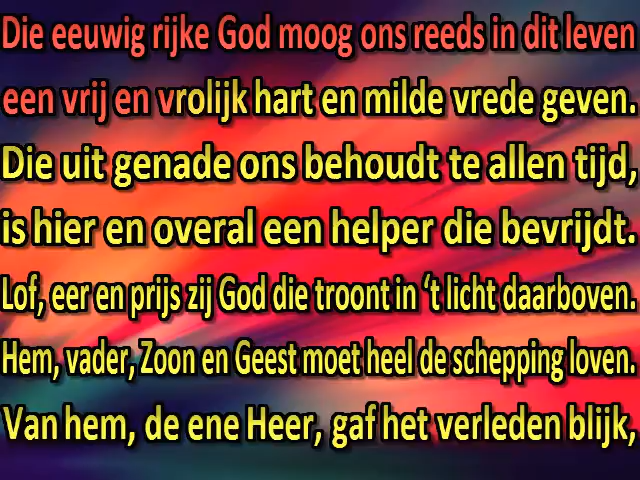 Die eeuwig rijke God moog ons reeds in dit leven
een vrij en vrolijk hart en milde vrede geven.
Die uit genade ons behoudt te allen tijd,
is hier en overal een helper die bevrijdt.
Lof, eer en prijs zij God die troont in ‘t licht daarboven.
Hem, vader, Zoon en Geest moet heel de schepping loven.
Van hem, de ene Heer, gaf het verleden blijk,